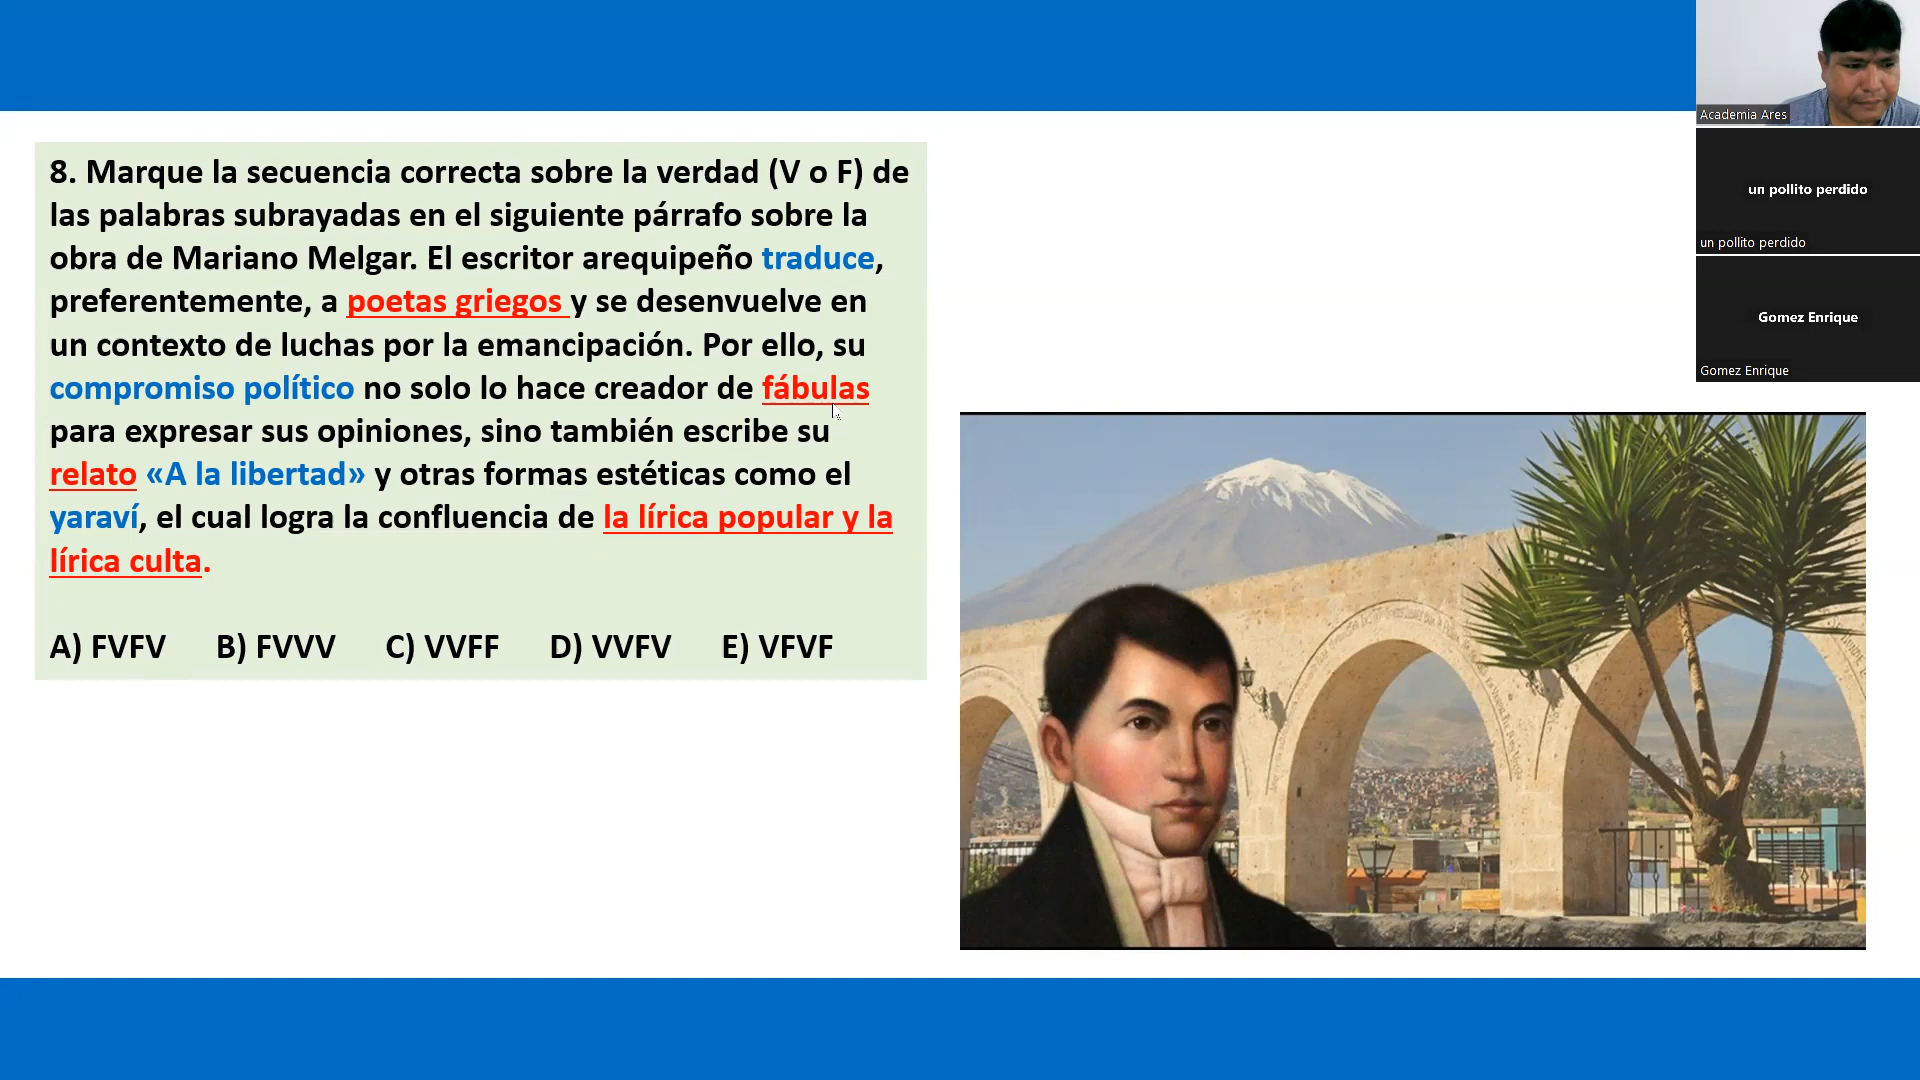 8. Marque la secuencia correcta sobre la verdad (V o F) de
las palabras subrayadas en el siguiente párrafo sobre la
obra de Mariano Melgar. El escritor arequipeño traduce,
preferentemente, a poetas griegos y se desenvuelve en
un contexto de luchas por la emancipación. Por ello, su
compromiso político no solo lo hace creador de fábulas
para expresar sus opiniones, sino también escribe su
relato «A la libertad» y otras formas estéticas como el
yaraví, el cual logra la confluencia de la lírica popular y la
lírica culta.
A) FVFV B) FVVV C) VVFF D) VVFV E) VFVF
Academia Ares
un pollito perdido
un pollito perdido
Gomez Enrique
Gomez Enrique